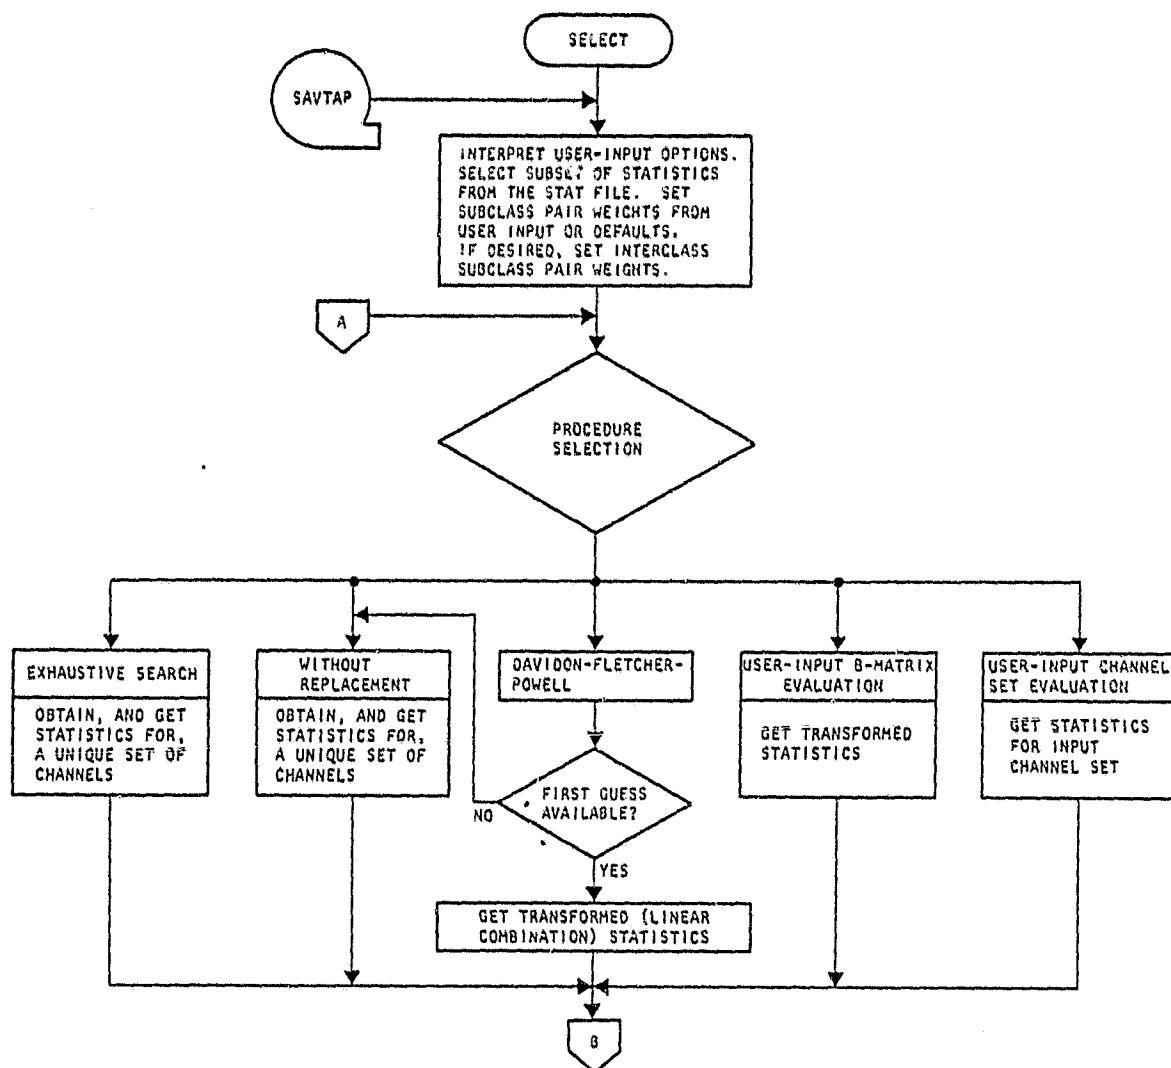 SELECT
SAVTAP
INTERPRET USER-INPUT OPTIONS.
SELECT SUBSET OF STATISTICS
FROM THE STAT FILE. SET
SUBCLASS PAIR WEIGHTS FROM
USER INPUT OR DEFAULTS.
IF DESIRED, SET INTERCLASS
SUBCLASS PAIR WEIGHTS.
A
PROCEDURE
SELECTION
EXHAUSTIVE SEARCH
OBTAIN, AND GET
STATISTICS FOR,
A UNIQUE SET OF
CHANNELS
WITHOUT
REPLACEMENT
OBTAIN, AND GET
STATISTICS FOR,
A UNIQUE SET OF
CHANNELS
DAVIDON-FLETCHER-
POWELL
USER-INPUT B-MATRIX
EVALUATION
GET TRANSFORMED
STATISTICS
USER-INPUT CHANNEL
SET EVALUATION
GET STATISTICS
FOR INPUT
CHANNEL SET
FIRST GUESS
AVAILABLE?
NO
YES
GET TRANSFORMED (LINEAR
COMBINATION) STATISTICS
B